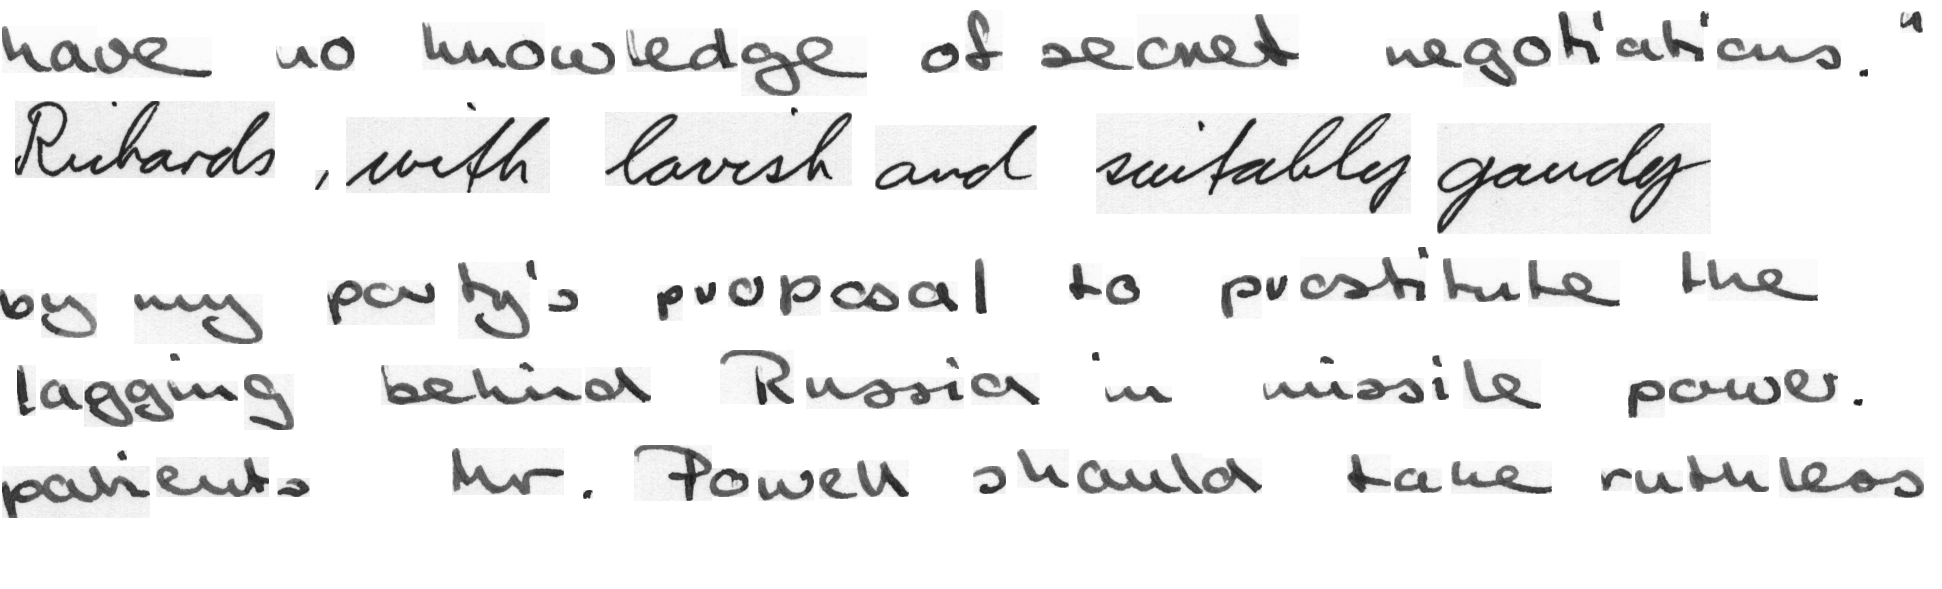 have no knowledge of secret negotiations."
Richards, with lavish and suitably gaudy
by my party's proposal to prostitute the
lagging behind Russia in missile power.
patients Mr. Powell should take ruthless